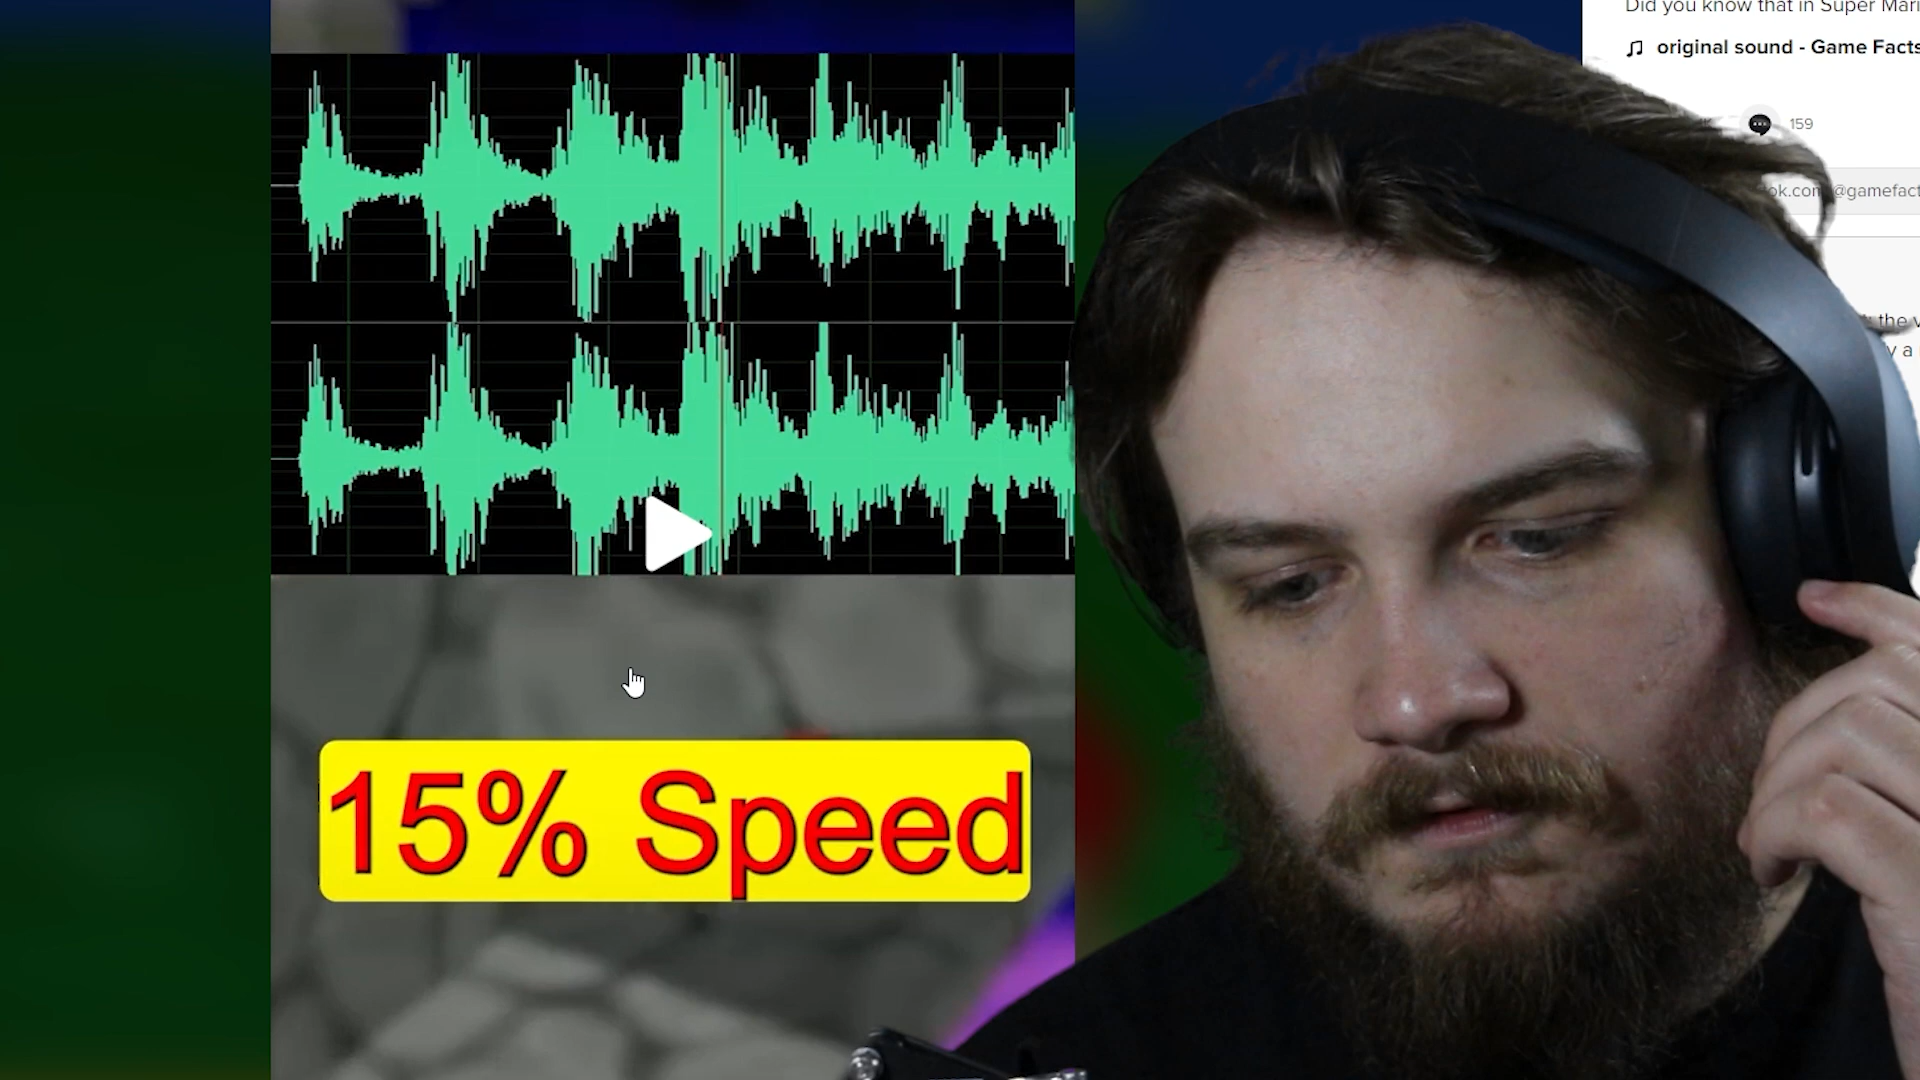 Did you know that in Super Mari
original sound - Game Facts
159
ok.com/@gamefact
the v
y a
15% Speed